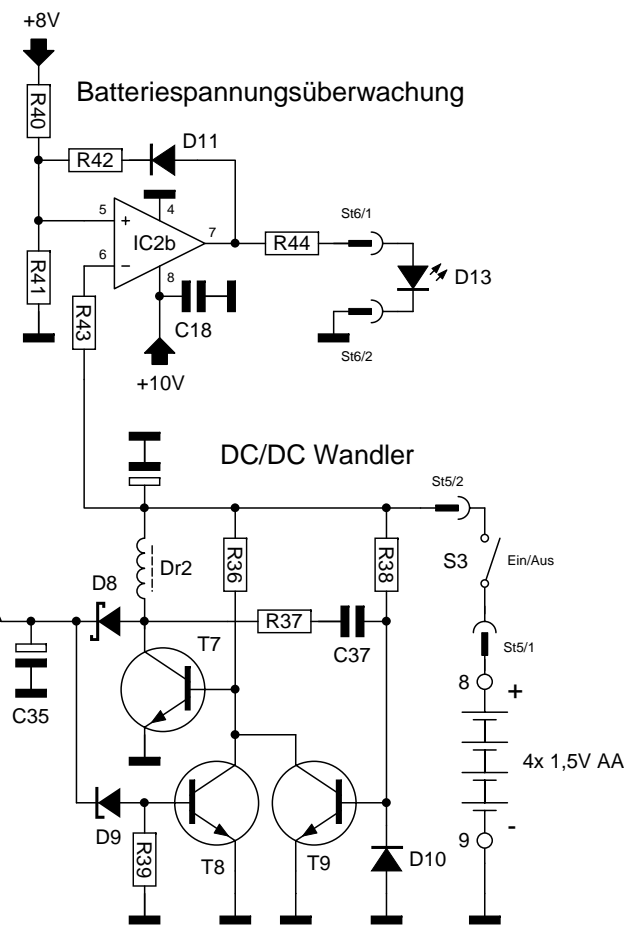 +8V
R40
Batteriespannungsüberwachung
R42
D11
5
+
4
7
IC2b
6
−
8
R41
R43
R44
St6/1
D13
C18
+10V
St6/2
DC/DC Wandler
St5/2
R36
R38
S3
Ein/Aus
Dr2
D8
R37
C37
St5/1
T7
C35
8
+
4x 1,5V AA
D9
R39
T8
T9
D10
9
-